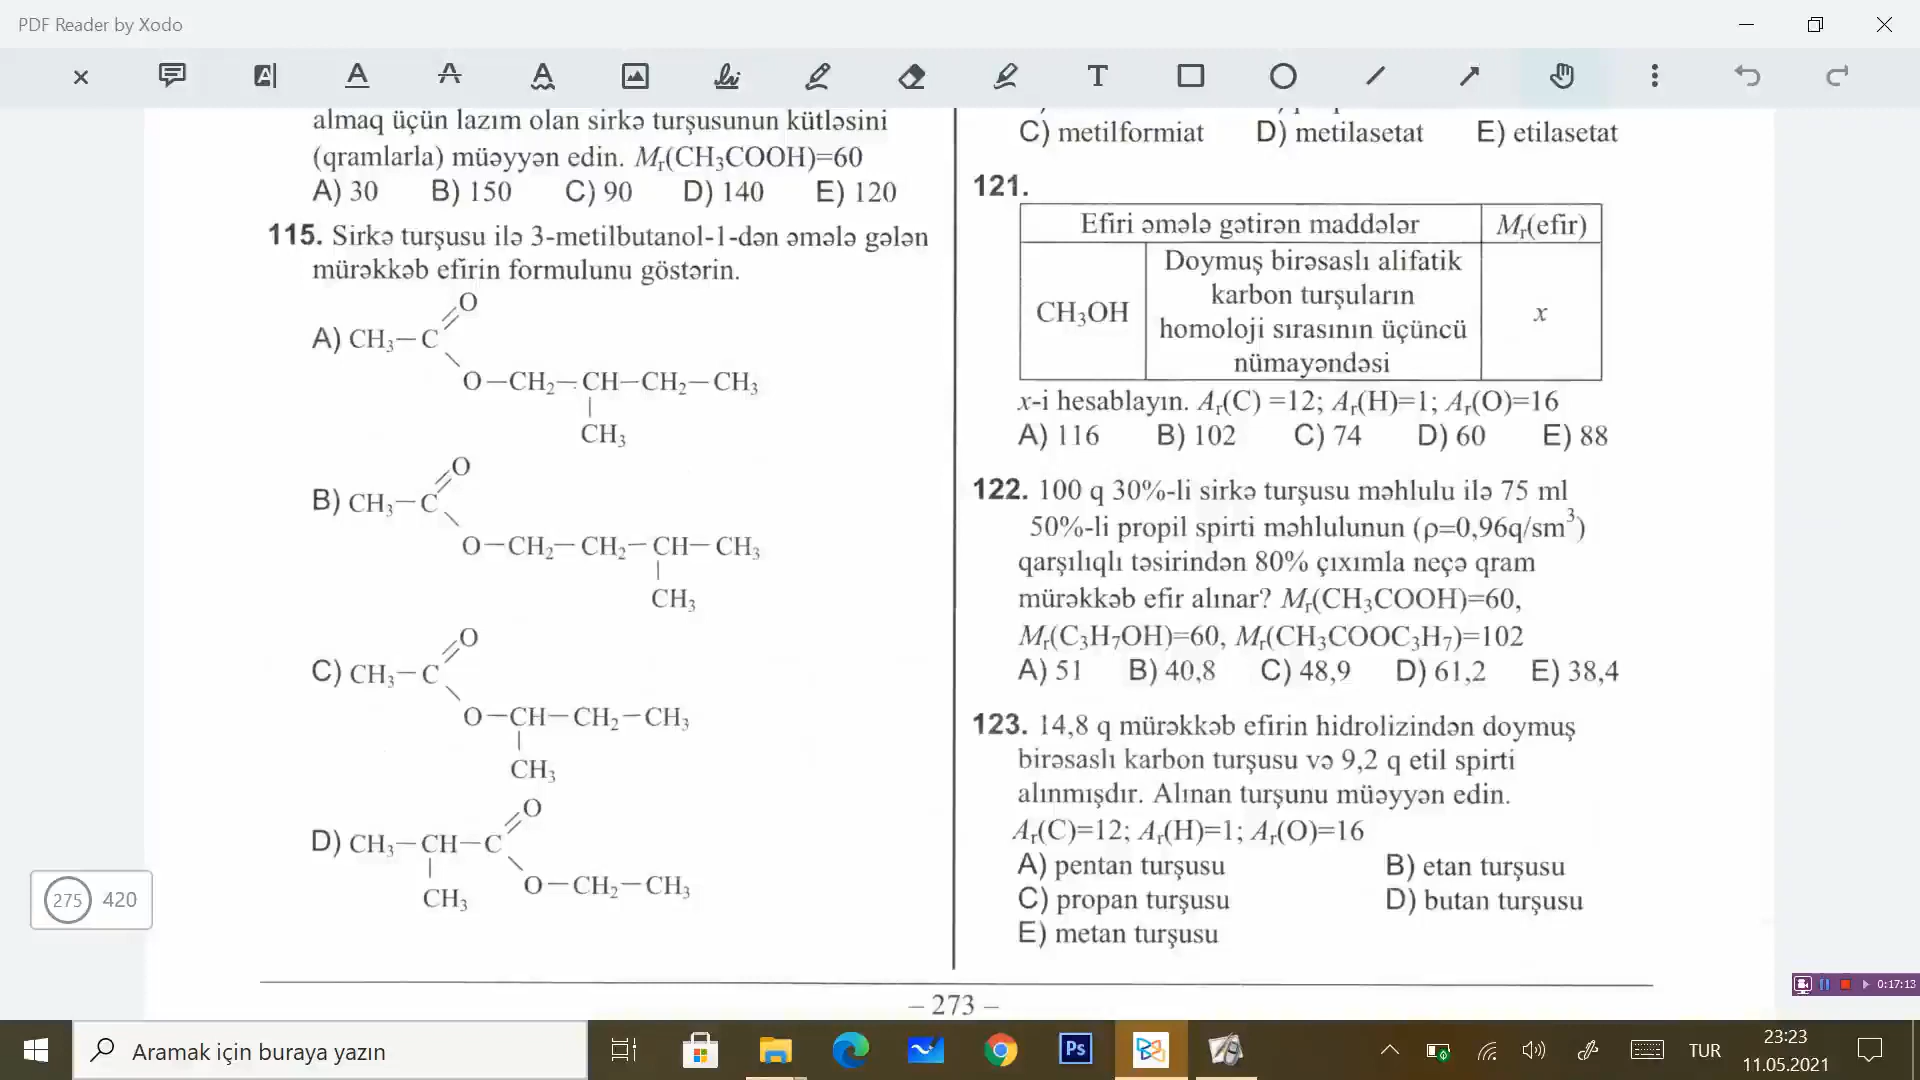 PDF Reader by Xodo
almaq üçün lazım olan sirkə turşusunun kütləsini
(qramlarla) müəyyən edin. Mr(CH₃COOH)=60
A) 30 B) 150 C) 90 D) 140 E) 120
115. Sirkə turşusu ilə 3-metilbutanol-1-dən əmələ gələn
mürəkkəb efirin formulunu göstərin.
O
A) CH₃–C
O–CH₂–CH–CH₂–CH₃
CH₃
O
B) CH₃–C
O–CH₂–CH₂–CH–CH₃
CH₃
O
C) CH₃–C
O–CH–CH₂–CH₃
CH₃
O
D) CH₃–CH–C
CH₃ O–CH₂–CH₃
C) metilformiat D) metilasetat E) etilasetat
121.
Efiri əmələ gətirən maddələr Mr(efir)
CH₃OH
Doymuş birəsaslı alifatik
karbon turşuların
homoloji sırasının üçüncü
nümayəndəsi
x
x-i hesablayın. Ar(C) =12; Ar(H)=1; Ar(O)=16
A) 116 B) 102 C) 74 D) 60 E) 88
122. 100 q 30%-li sirkə turşusu məhlulu ilə 75 ml
50%-li propil spirti məhlulunun (ρ=0,96q/sm³)
qarşılıqlı təsirindən 80% çıxımla neçə qram
mürəkkəb efir alınar? Mr(CH₃COOH)=60,
Mr(C₃H₇OH)=60, Mr(CH₃COOC₃H₇)=102
A) 51 B) 40,8 C) 48,9 D) 61,2 E) 38,4
123. 14,8 q mürəkkəb efirin hidrolizindən doymuş
birəsaslı karbon turşusu və 9,2 q etil spirti
alınmışdır. Alınan turşunu müəyyən edin.
Ar(C)=12; Ar(H)=1; Ar(O)=16
A) pentan turşusu B) etan turşusu
C) propan turşusu D) butan turşusu
E) metan turşusu
– 273 –
275 420
0:17:13
Aramak için buraya yazın
Ps
TUR
23:23
11.05.2021